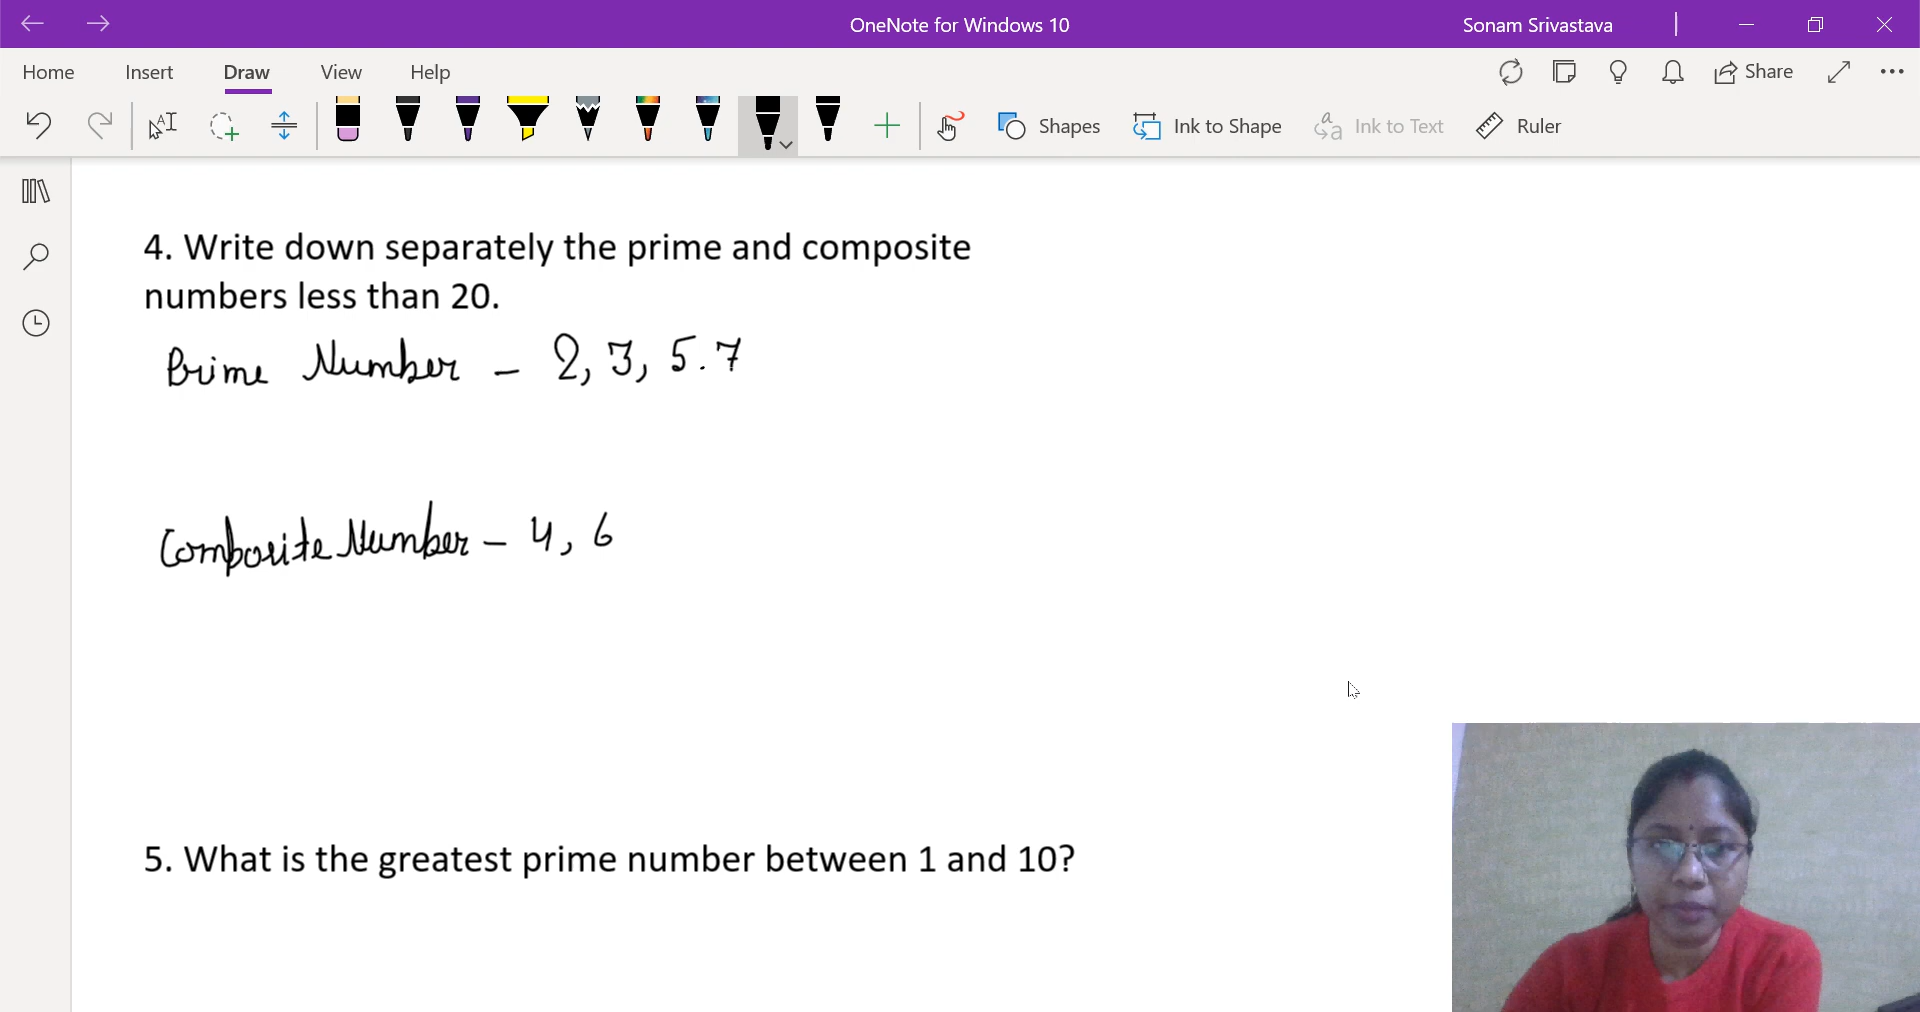 OneNote for Windows 10 Sonam Srivastava
Home Insert Draw View Help Share
Shapes Ink to Shape Ink to Text Ruler
4. Write down separately the prime and composite
numbers less than 20.
Prime Number - 2, 3, 5. 7
Composite Number - 4, 6
5. What is the greatest prime number between 1 and 10?